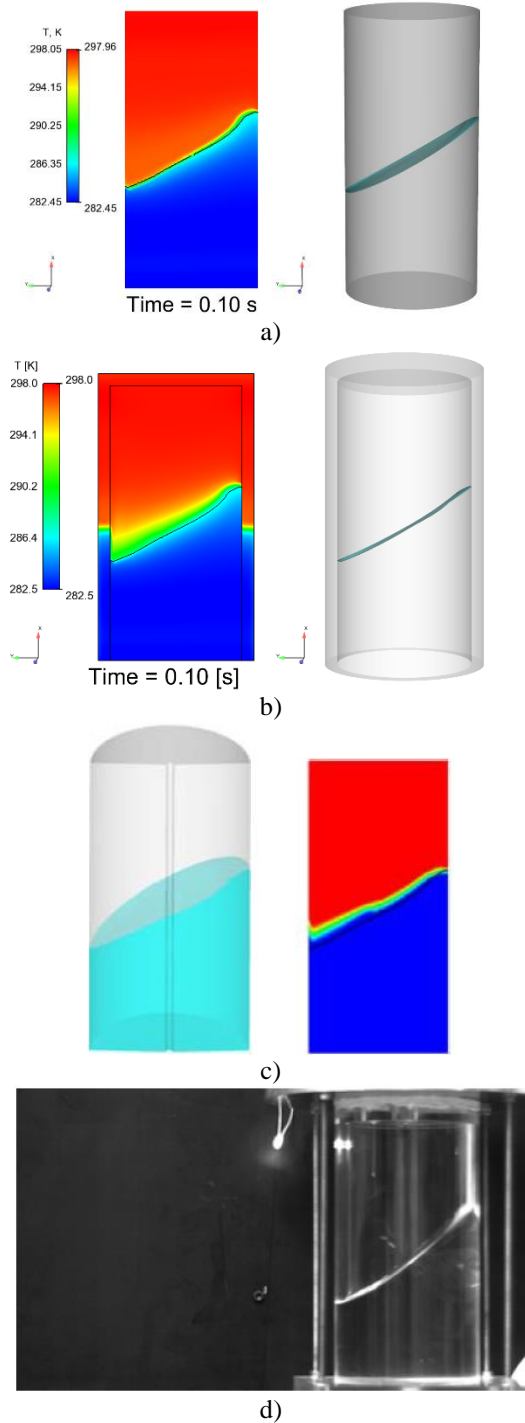 T, K
298.05
297.96
294.15
290.25
286.35
282.45
282.45
X
Y
X
Y
Time = 0.10 s
a)
T [K]
298.0
298.0
294.1
290.2
286.4
282.5
282.5
X
Y
X
Y
Time = 0.10 [s]
b)
c)
d)